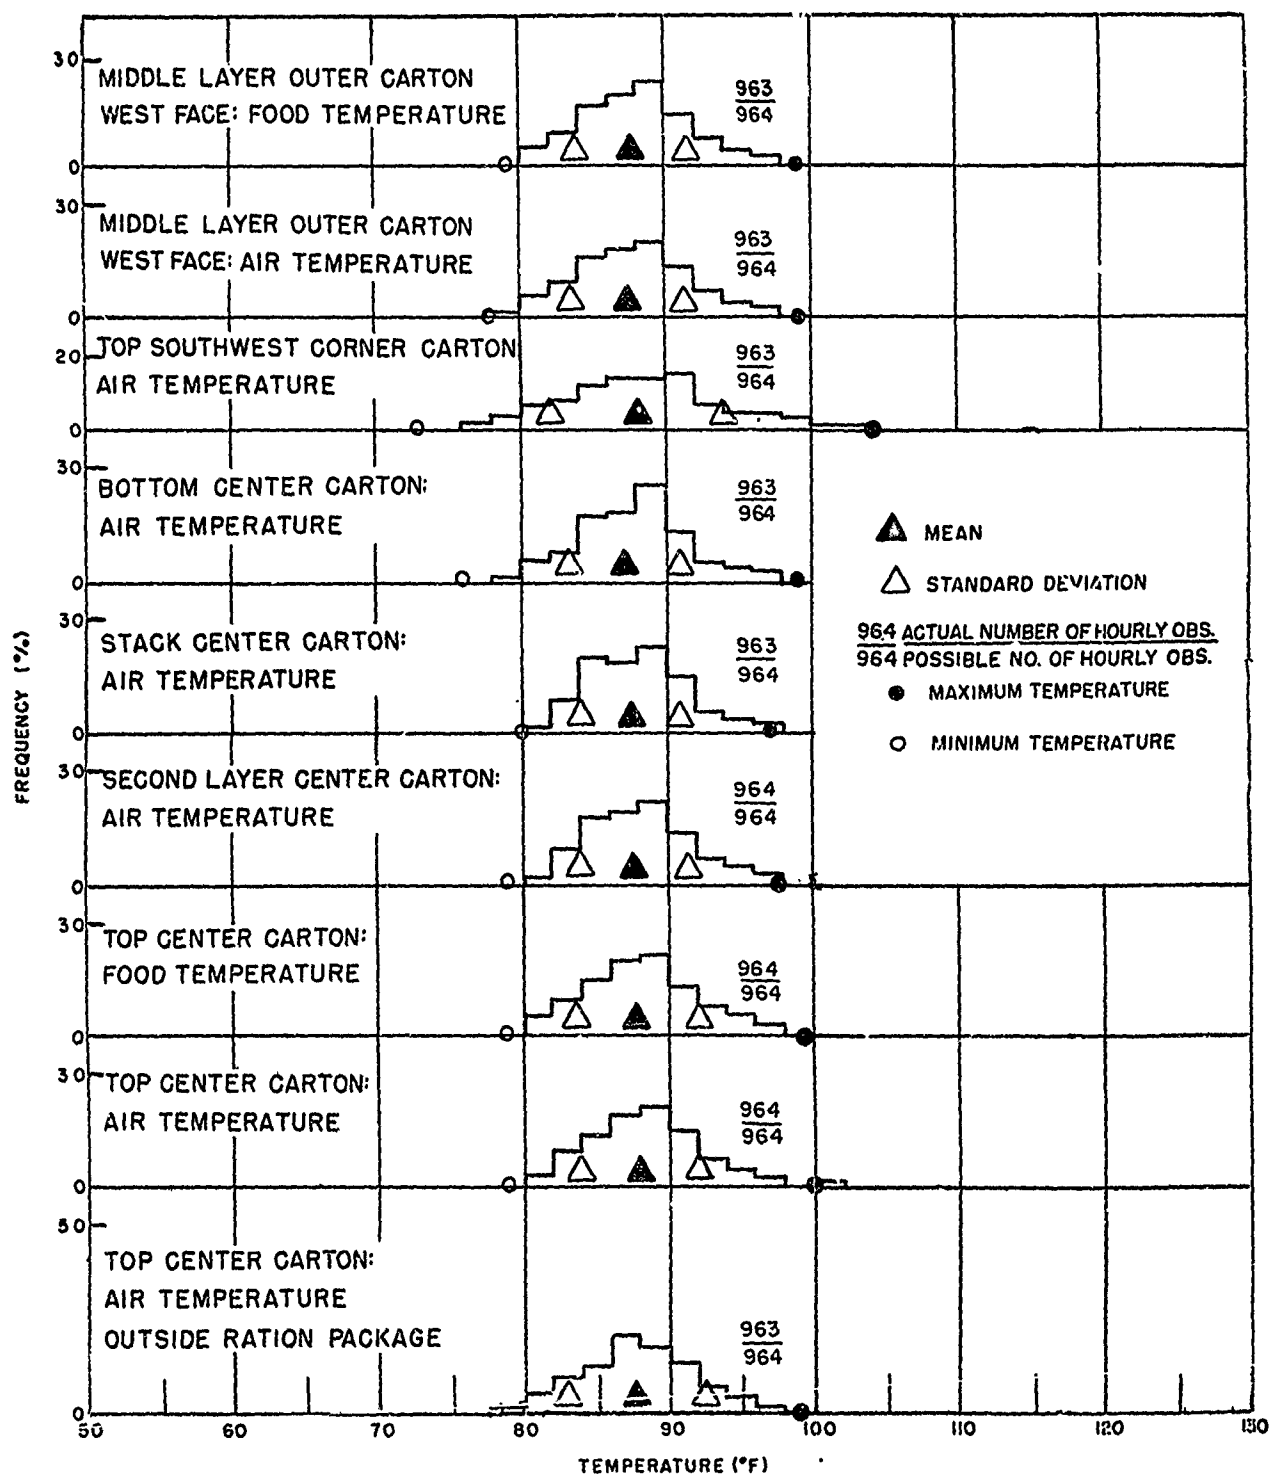 30
MIDDLE LAYER OUTER CARTON
WEST FACE: FOOD TEMPERATURE
963
964
0
30
MIDDLE LAYER OUTER CARTON
WEST FACE: AIR TEMPERATURE
963
964
0
20
TOP SOUTHWEST CORNER CARTON
AIR TEMPERATURE
963
964
0
30
BOTTOM CENTER CARTON:
AIR TEMPERATURE
963
964
0
MEAN
STANDARD DEVIATION
964 ACTUAL NUMBER OF HOURLY OBS.
964 POSSIBLE NO. OF HOURLY OBS.
MAXIMUM TEMPERATURE
MINIMUM TEMPERATURE
30
STACK CENTER CARTON:
AIR TEMPERATURE
963
964
0
FREQUENCY (%)
30
SECOND LAYER CENTER CARTON:
AIR TEMPERATURE
964
964
0
30
TOP CENTER CARTON:
FOOD TEMPERATURE
964
964
0
30
TOP CENTER CARTON:
AIR TEMPERATURE
964
964
0
50
TOP CENTER CARTON:
AIR TEMPERATURE
OUTSIDE RATION PACKAGE
963
964
0
50 60 70 80 90 100 110 120 130
TEMPERATURE (°F)